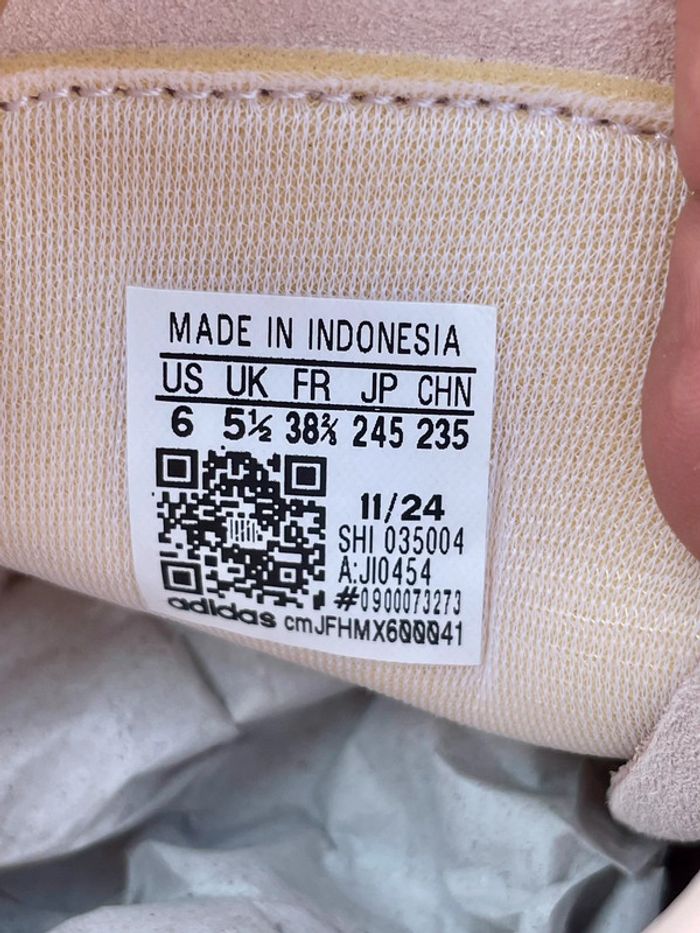 MADE IN INDONESIA
US UK FR JP CHN
6 5½ 38⅔ 245 235
11/24
SHI 035004
A:JI0454
#0900073273
adidas cmJFHMX600041